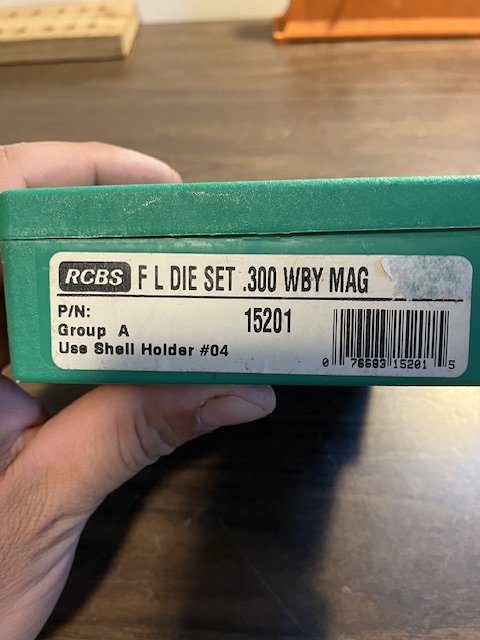 RCBS F L DIE SET .300 WBY MAG
P/N: 15201
Group A
Use Shell Holder #04
0 76683 15201 5